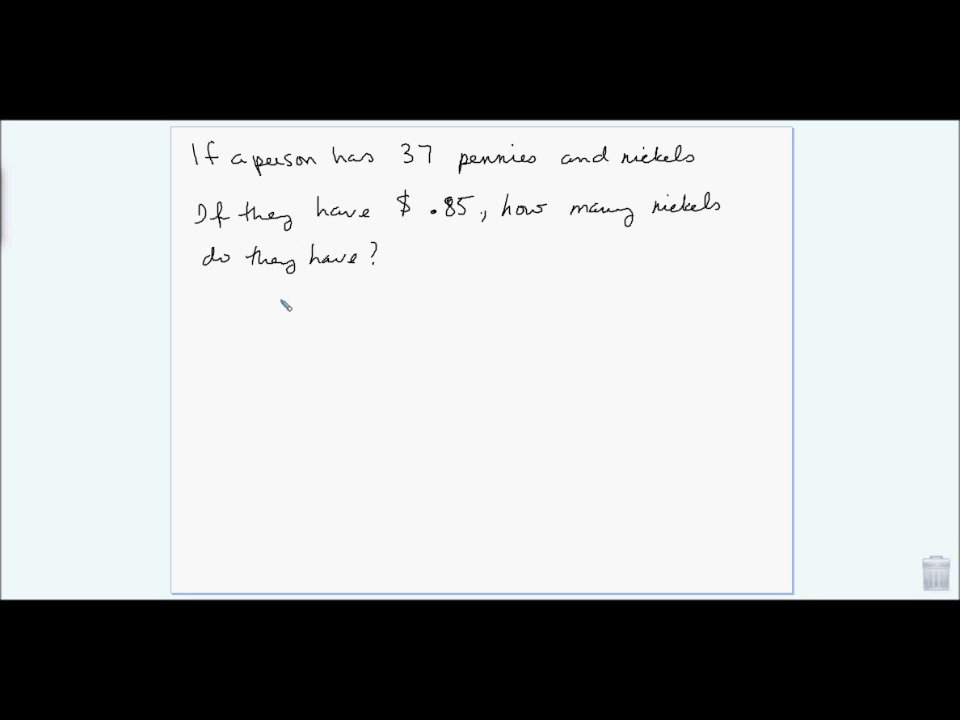 If a person has 37 pennies and nickels
If they have $ .85, how many nickels
do they have?